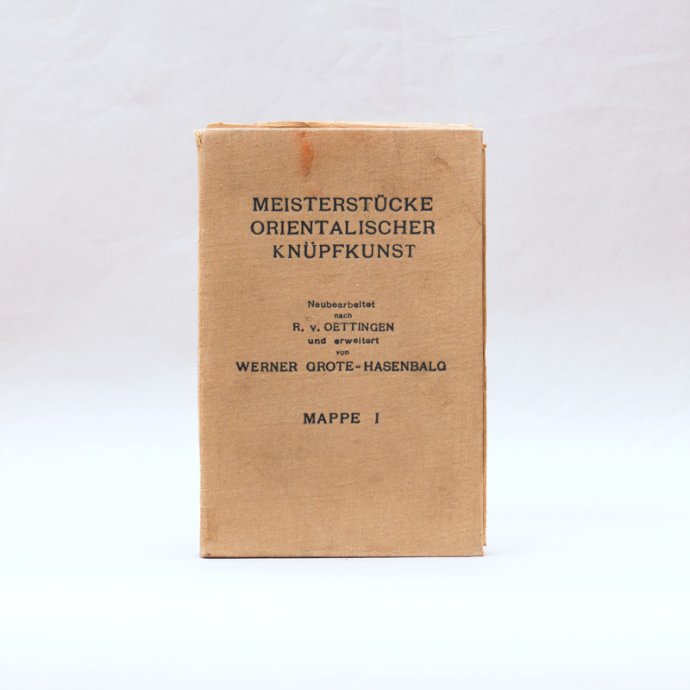 MEISTERSTÜCKE
ORIENTALISCHER
KNÜPFKUNST
Neubearbeitet
nach
R. v. OETTINGEN
und erweitert
von
WERNER GROTE-HASENBALG
MAPPE I